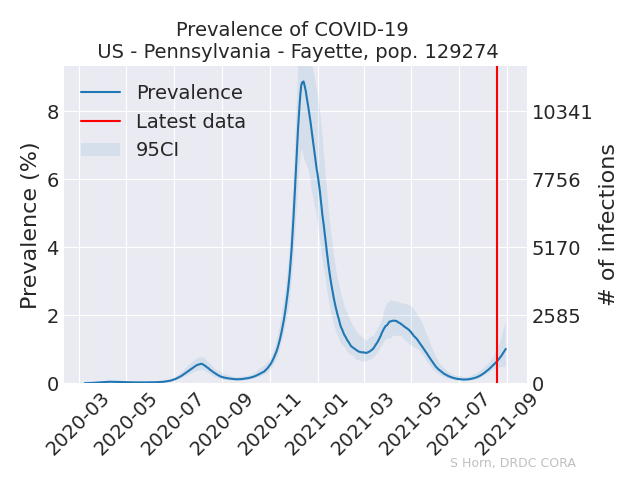 Prevalence of COVID-19
US - Pennsylvania - Fayette, pop. 129274
Prevalence
Latest data
95CI
Prevalence (%)
8
6
4
2
0
10341
7756
5170
2585
0
# of infections
2020-03
2020-05
2020-07
2020-09
2020-11
2021-01
2021-03
2021-05
2021-07
2021-09
S Horn, DRDC CORA